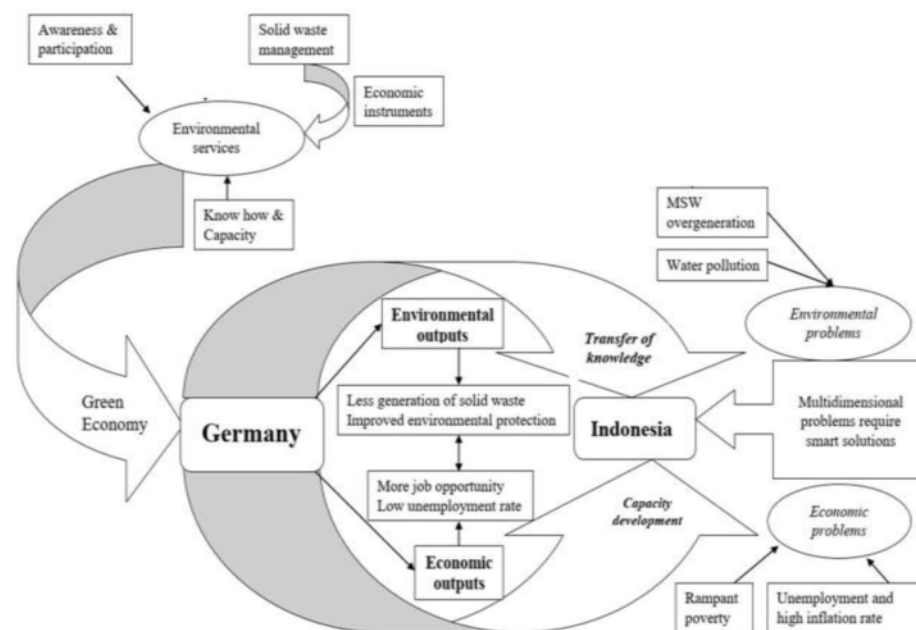 Awareness &
participation
Solid waste
management
Economic
instruments
Environmental
services
Know how &
Capacity
MSW
overgeneration
Water pollution
Environmental
problems
Environmental
outputs
Transfer of
knowledge
Less generation of solid waste
Improved environmental protection
Green
Economy
Germany
Indonesia
Multidimensional
problems require
smart solutions
More job opportunity
Low unemployment rate
Capacity
development
Economic
problems
Economic
outputs
Rampant
poverty
Unemployment and
high inflation rate